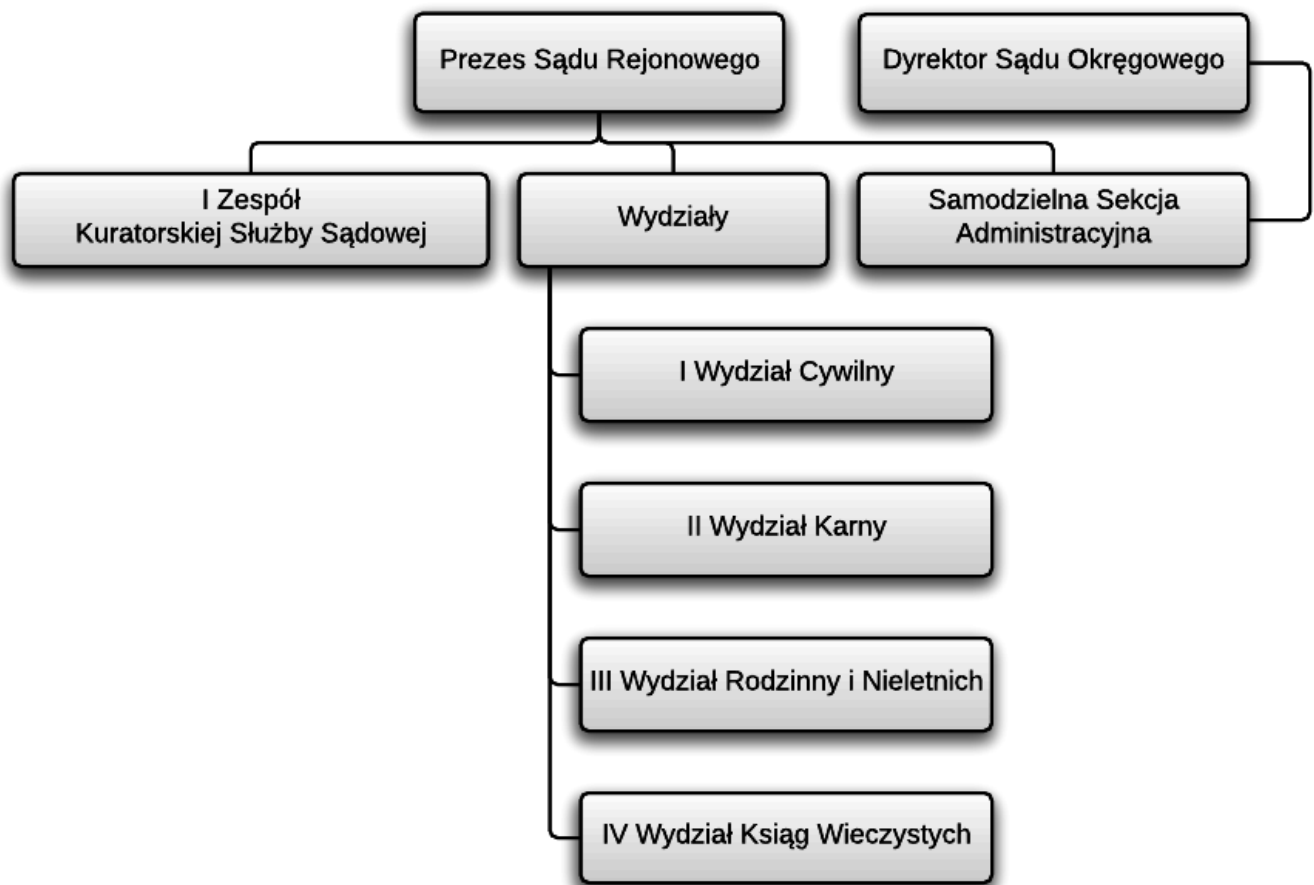 Prezes Sądu Rejonowego
Dyrektor Sądu Okręgowego
I Zespół
Kuratorskiej Służby Sądowej
Wydziały
Samodzielna Sekcja
Administracyjna
I Wydział Cywilny
II Wydział Karny
III Wydział Rodzinny i Nieletnich
IV Wydział Ksiąg Wieczystych